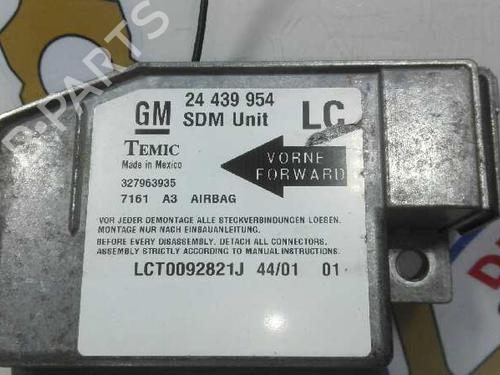 B-PARTS
GM 24 439 954 LC
SDM Unit
TEMIC
Made in Mexico
VORNE
FORWARD
327963935
7161 A3 AIRBAG
VOR JEDER DEMONTAGE ALLE STECKVERBINDUNGEN LOESEN.
MONTAGE NUR NACH EINBAUANLEITUNG.
BEFORE EVERY DISASSEMBLY. DETACH ALL CONNECTORS.
ASSEMBLY STRICTLY ACCORDING TO MANUAL INSTRUCTIONS.
LCT0092821J 44/01 01